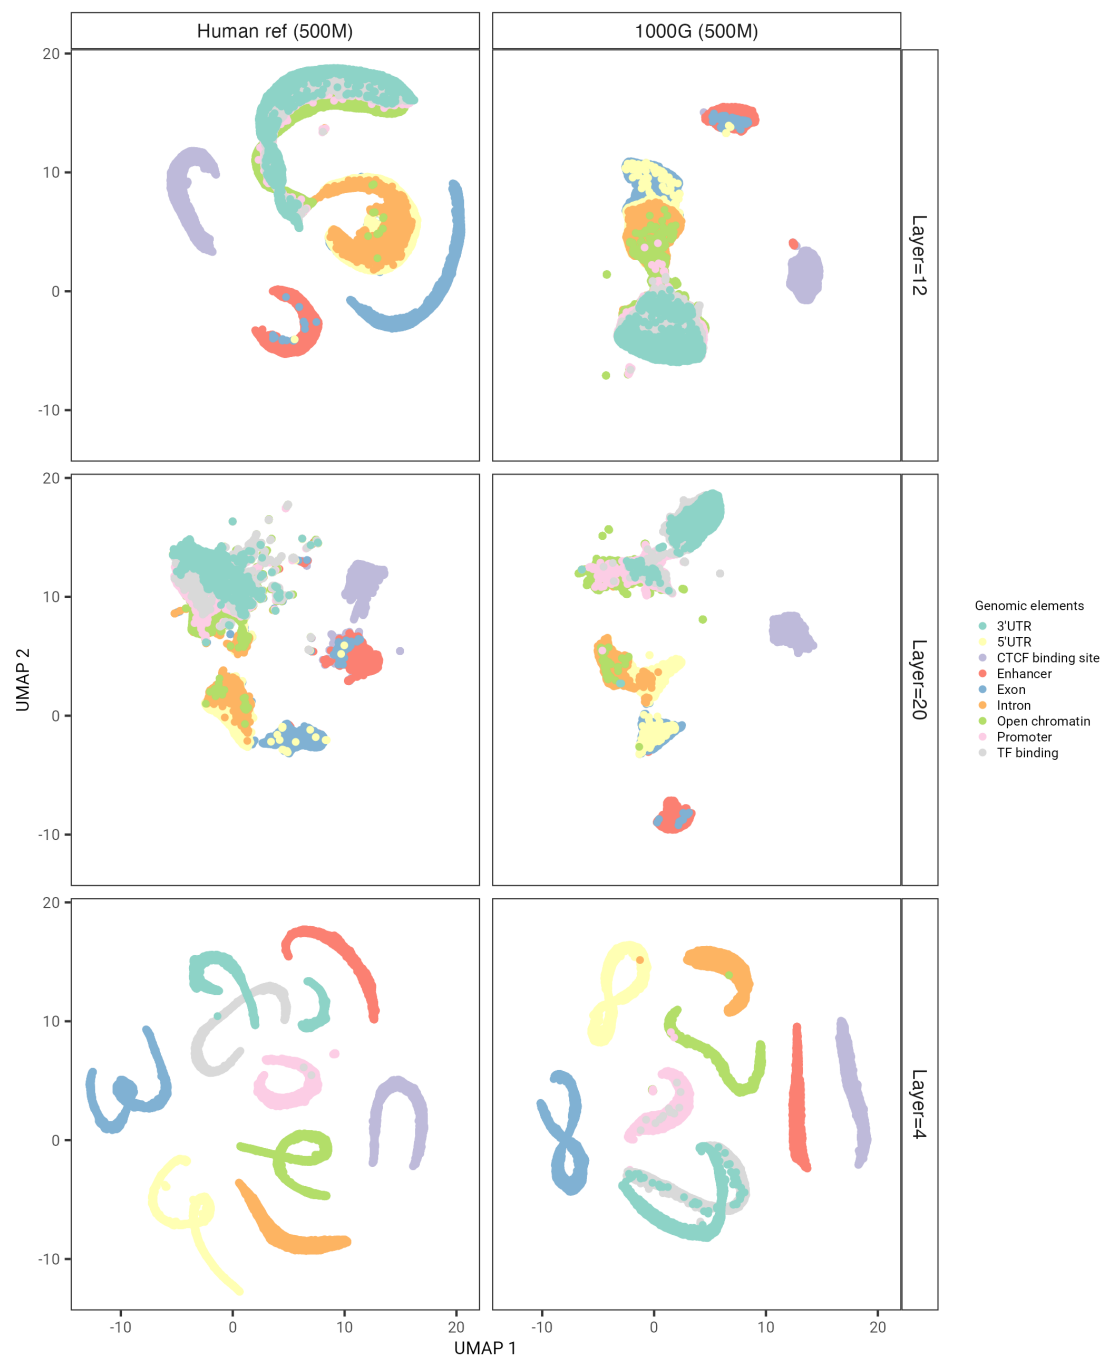 Human ref (500M)
1000G (500M)
20
10
0
-10
Layer=12
20
10
0
-10
Layer=20
20
10
0
-10
Layer=4
UMAP 2
-10
0
10
20
-10
0
10
20
UMAP 1
Genomic elements
3'UTR
5'UTR
CTCF binding site
Enhancer
Exon
Intron
Open chromatin
Promoter
TF binding